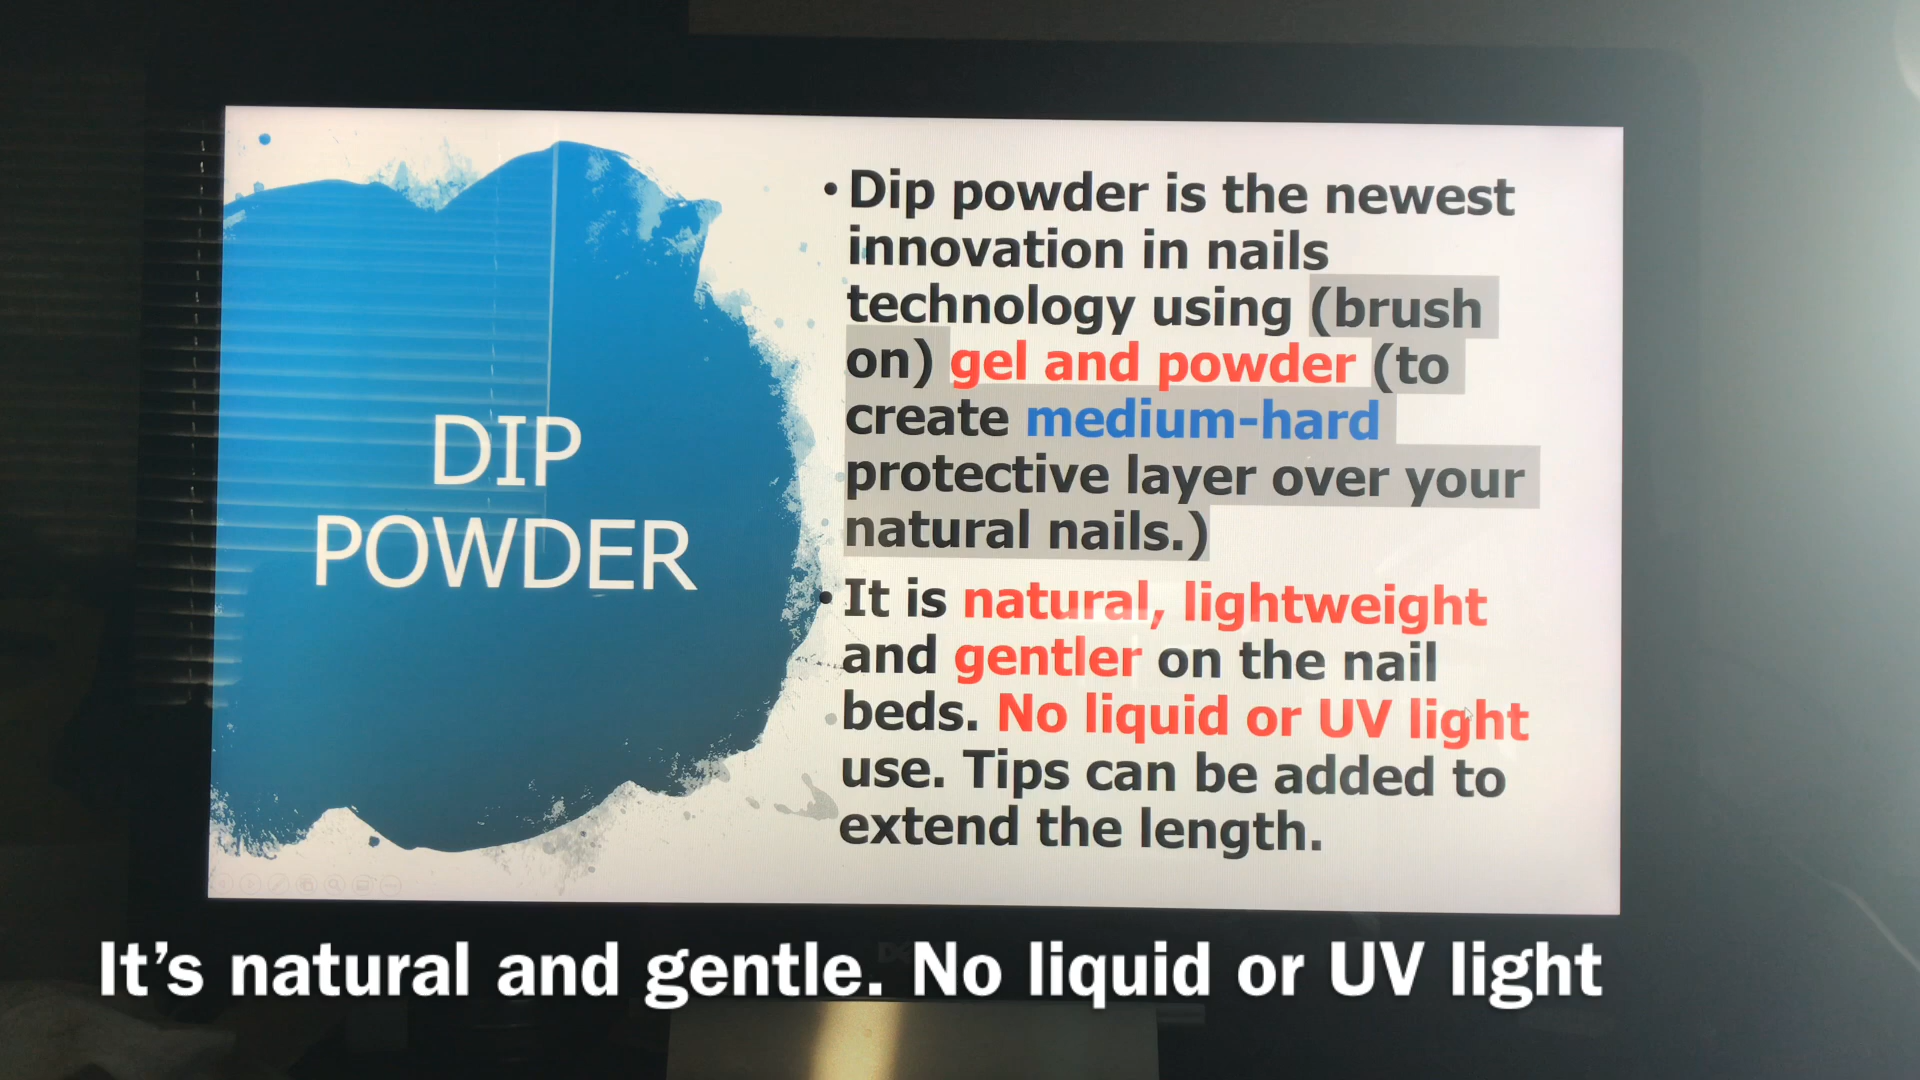 DIP
POWDER
• Dip powder is the newest
innovation in nails
technology using (brush
on) gel and powder (to
create medium-hard
protective layer over your
natural nails.)
• It is natural, lightweight
and gentler on the nail
beds. No liquid or UV light
use. Tips can be added to
extend the length.
It's natural and gentle. No liquid or UV light